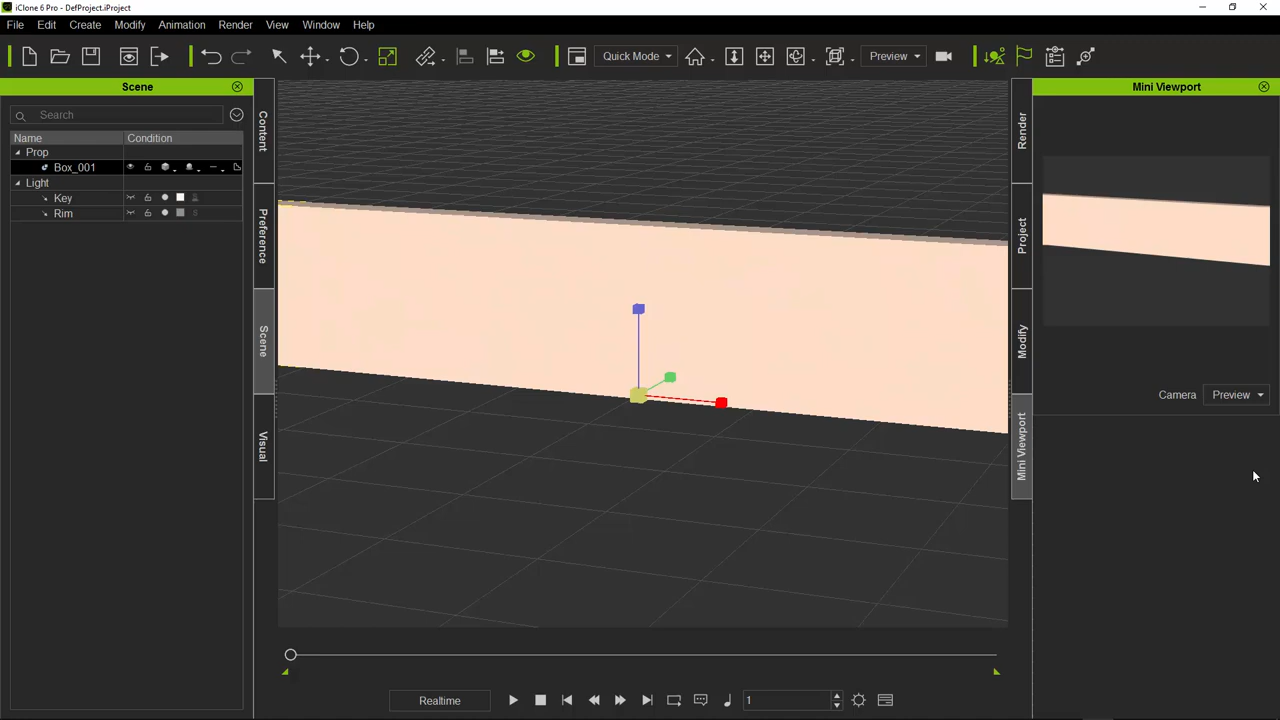 iClone 6 Pro - DefProject.iProject
File Edit Create Modify Animation Render View Window Help
Quick Mode Preview
Scene
Search
Name Condition
Prop
Box_001
Light
Key
Rim
Content
Preference
Scene
Visual
Render
Project
Modify
Mini Viewport
Mini Viewport
Camera Preview
Realtime 1